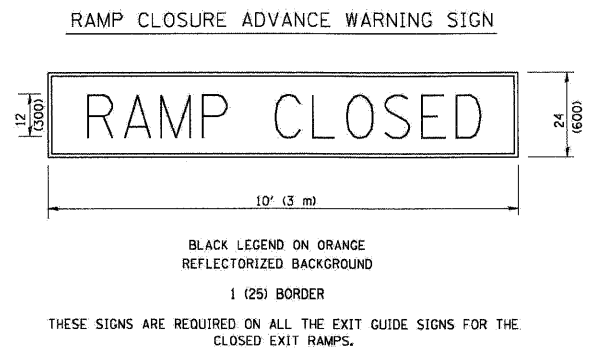 RAMP CLOSURE ADVANCE WARNING SIGN
RAMP CLOSED
12
(300)
24
(600)
10' (3 m)
BLACK LEGEND ON ORANGE
REFLECTORIZED BACKGROUND
1 (25) BORDER
THESE SIGNS ARE REQUIRED ON ALL THE EXIT GUIDE SIGNS FOR THE
CLOSED EXIT RAMPS.